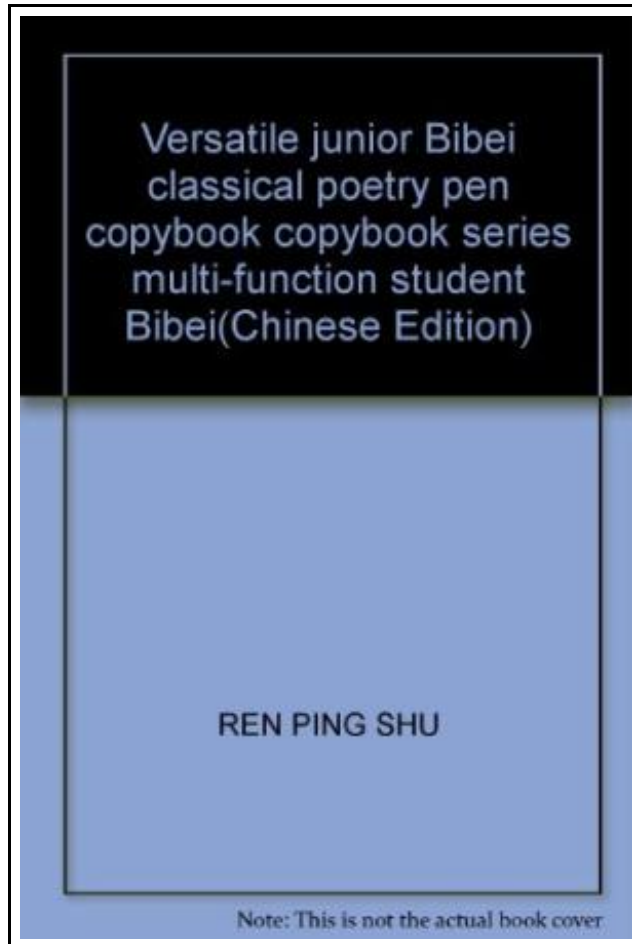 Versatile junior Bibei
classical poetry pen
copybook copybook series
multi-function student
Bibei(Chinese Edition)
REN PING SHU
Note: This is not the actual book cover